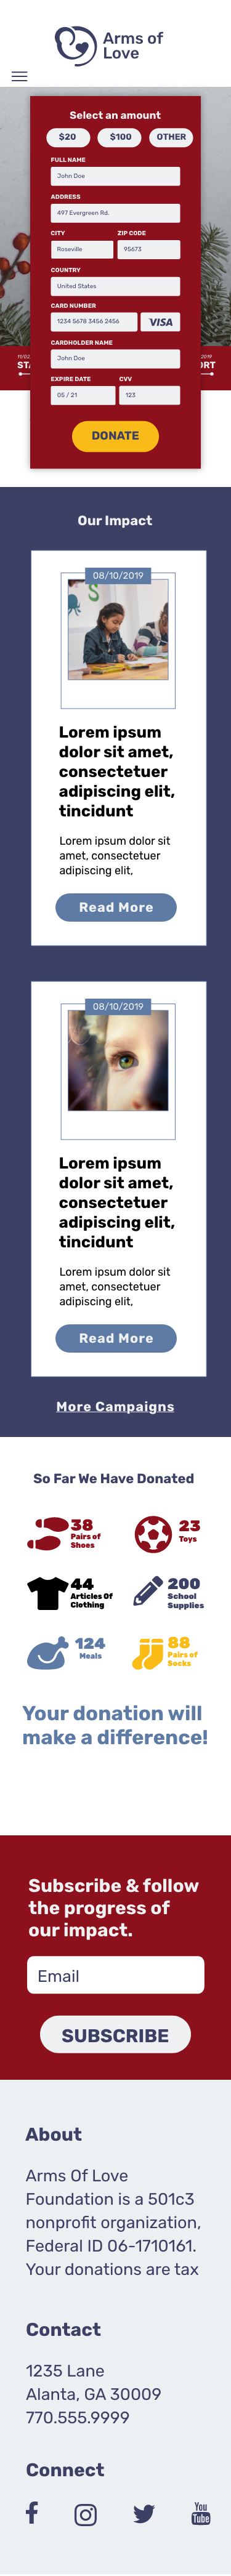 Arms of
Love
Select an amount
$20
$100
OTHER
FULL NAME
John Doe
ADDRESS
497 Evergreen Rd.
CITY
ZIP CODE
Roseville
95673
COUNTRY
United States
CARD NUMBER
1234 5678 3456 2456
VISA
CARDHOLDER NAME
John Doe
EXPIRE DATE
CVV
05 / 21
123
DONATE
Our Impact
08/10/2019
Lorem ipsum
dolor sit amet,
consectetuer
adipiscing elit,
tincidunt
Lorem ipsum dolor sit
amet, consectetuer
adipiscing elit,
Read More
08/10/2019
Lorem ipsum
dolor sit amet,
consectetuer
adipiscing elit,
tincidunt
Lorem ipsum dolor sit
amet, consectetuer
adipiscing elit,
Read More
More Campaigns
So Far We Have Donated
38
Pairs of
Shoes
23
Toys
44
Articles Of
Clothing
200
School
Supplies
124
Meals
88
Pairs of
Socks
Your donation will
make a difference!
Subscribe & follow
the progress of
our impact.
Email
SUBSCRIBE
About
Arms Of Love
Foundation is a 501c3
nonprofit organization,
Federal ID 06-1710161.
Your donations are tax
Contact
1235 Lane
Alanta, GA 30009
770.555.9999
Connect
You
Tube